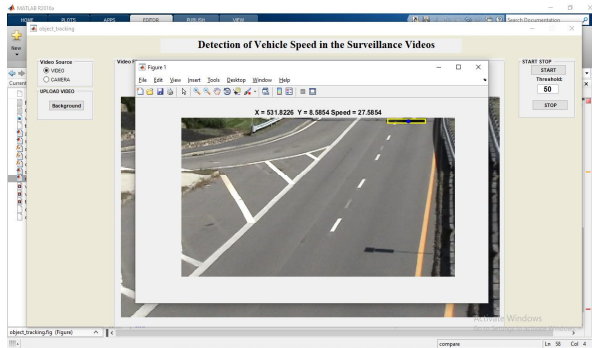 MATLAB R2016a
HOME PLOTS APPS EDITOR PUBLISH VIEW Search Documentation
object_tracking
New
Detection of Vehicle Speed in the Surveillance Videos
Video Source
VIDEO
CAMERA
UPLOAD VIDEO
Background
Current
Figure 1
File Edit View Insert Tools Desktop Window Help
X = 531.8226 Y = 8.5854 Speed = 27.5854
START STOP
START
Threshold:
50
STOP
Activate Windows
object_tracking.fig (Figure)
compare Ln 58 Col 4